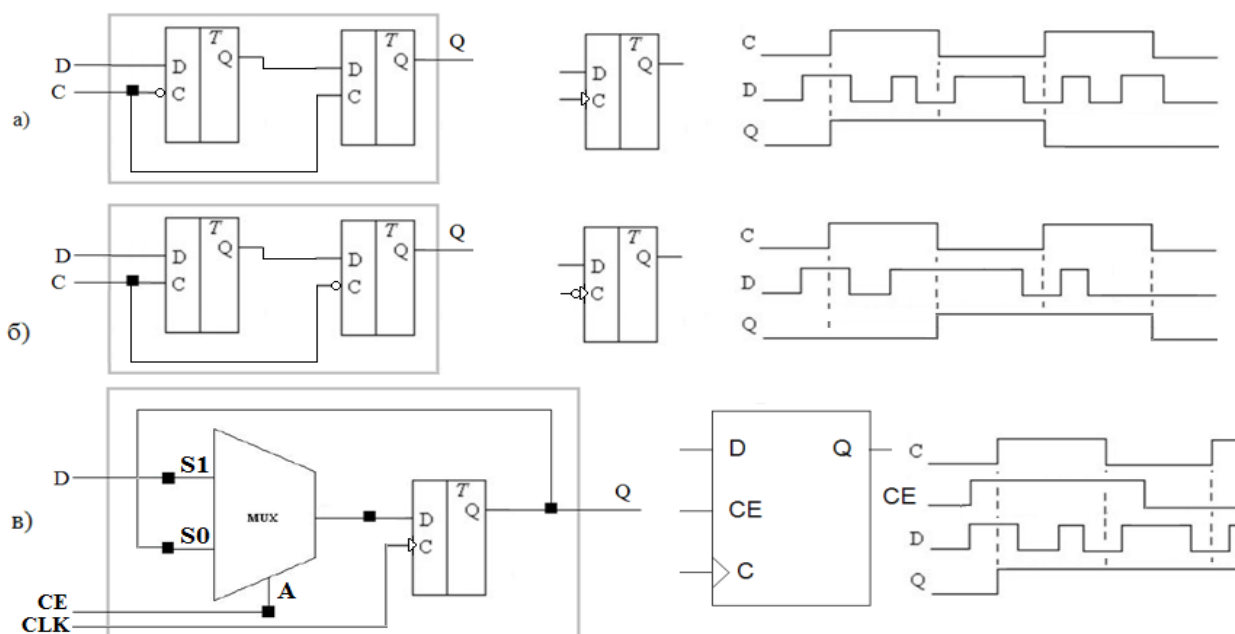 T T Q T C
D D Q D Q D Q D
C C C C Q
а)
T T Q T C
D D Q D Q D Q D
C C C C Q
б)
D S1 T Q D Q C
MUX D Q CE CE
в) S0 C C D
A Q
CE
CLK